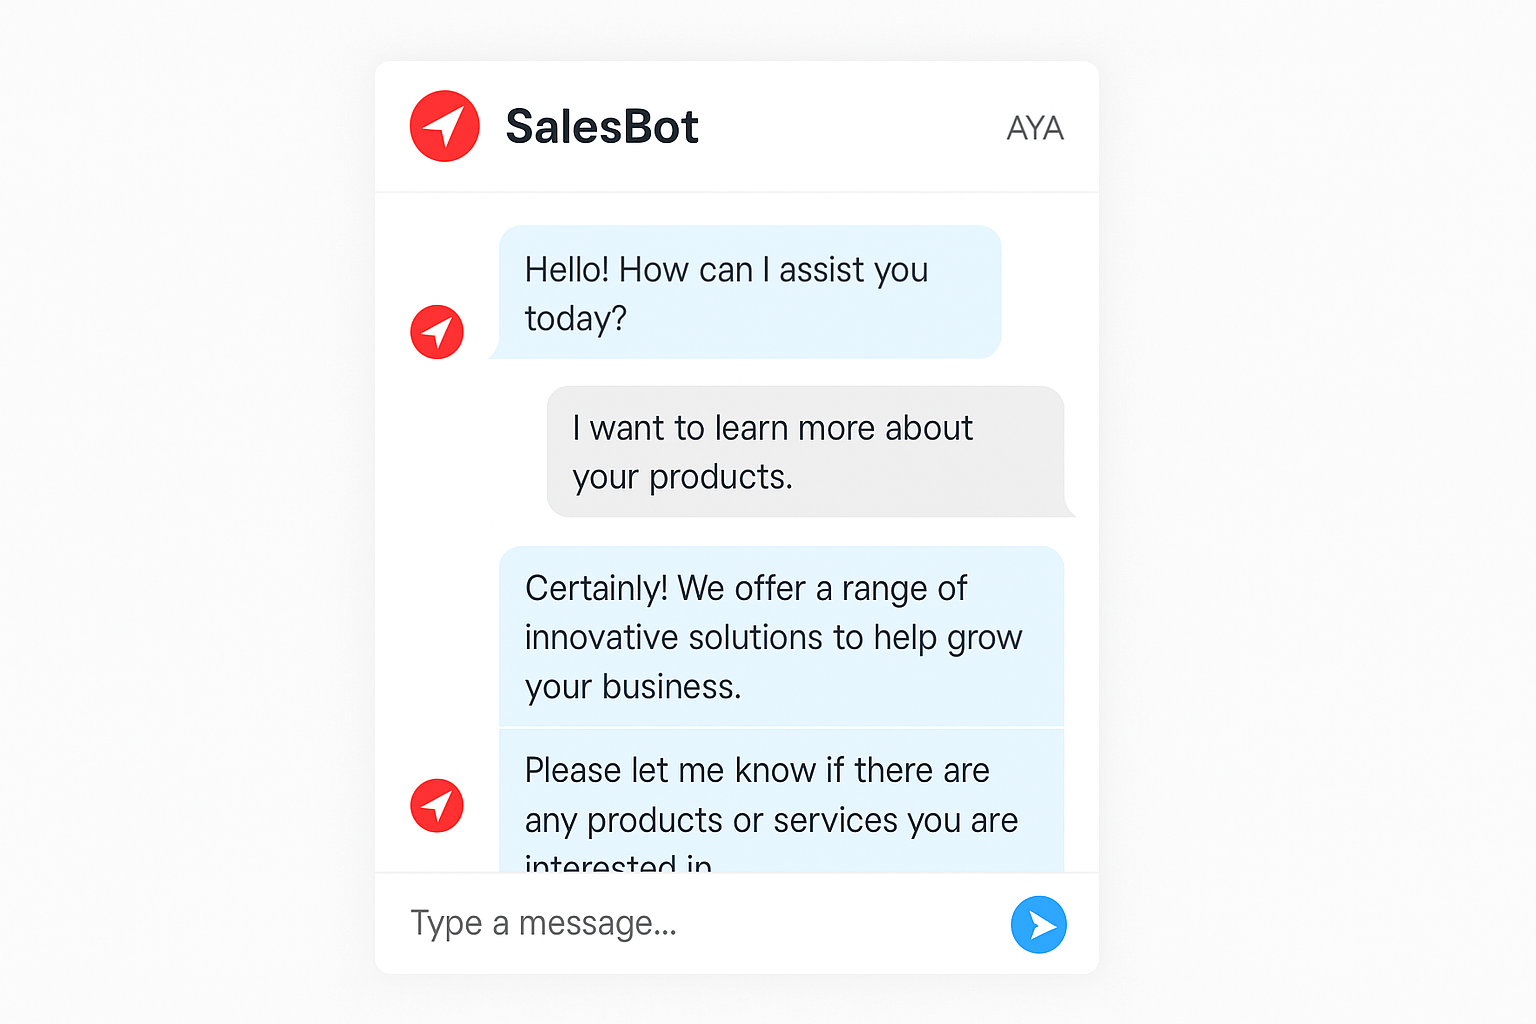 SalesBot
AYA
Hello! How can I assist you
today?
I want to learn more about
your products.
Certainly! We offer a range of
innovative solutions to help grow
your business.
Please let me know if there are
any products or services you are
interested in
Type a message...